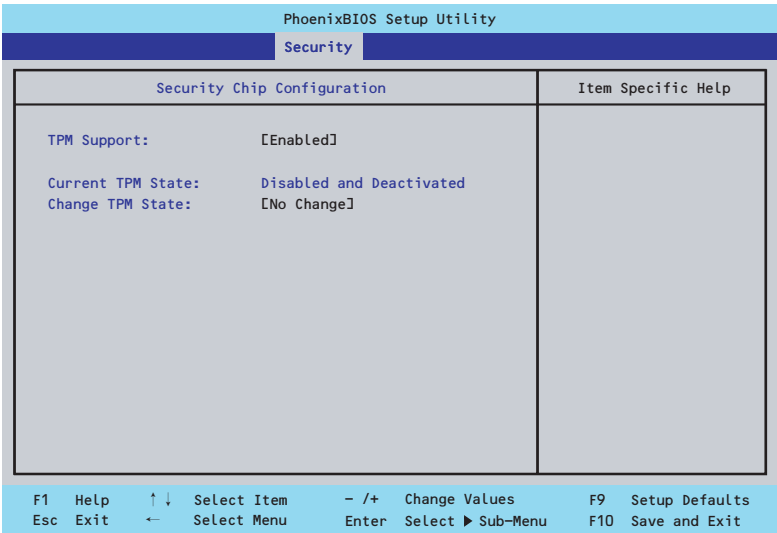 PhoenixBIOS Setup Utility
Security
Security Chip Configuration
Item Specific Help
TPM Support: [Enabled]
Current TPM State: Disabled and Deactivated
Change TPM State: [No Change]
F1 Help ↑↓ Select Item - /+ Change Values F9 Setup Defaults
Esc Exit ← Select Menu Enter Select ▶ Sub-Menu F10 Save and Exit